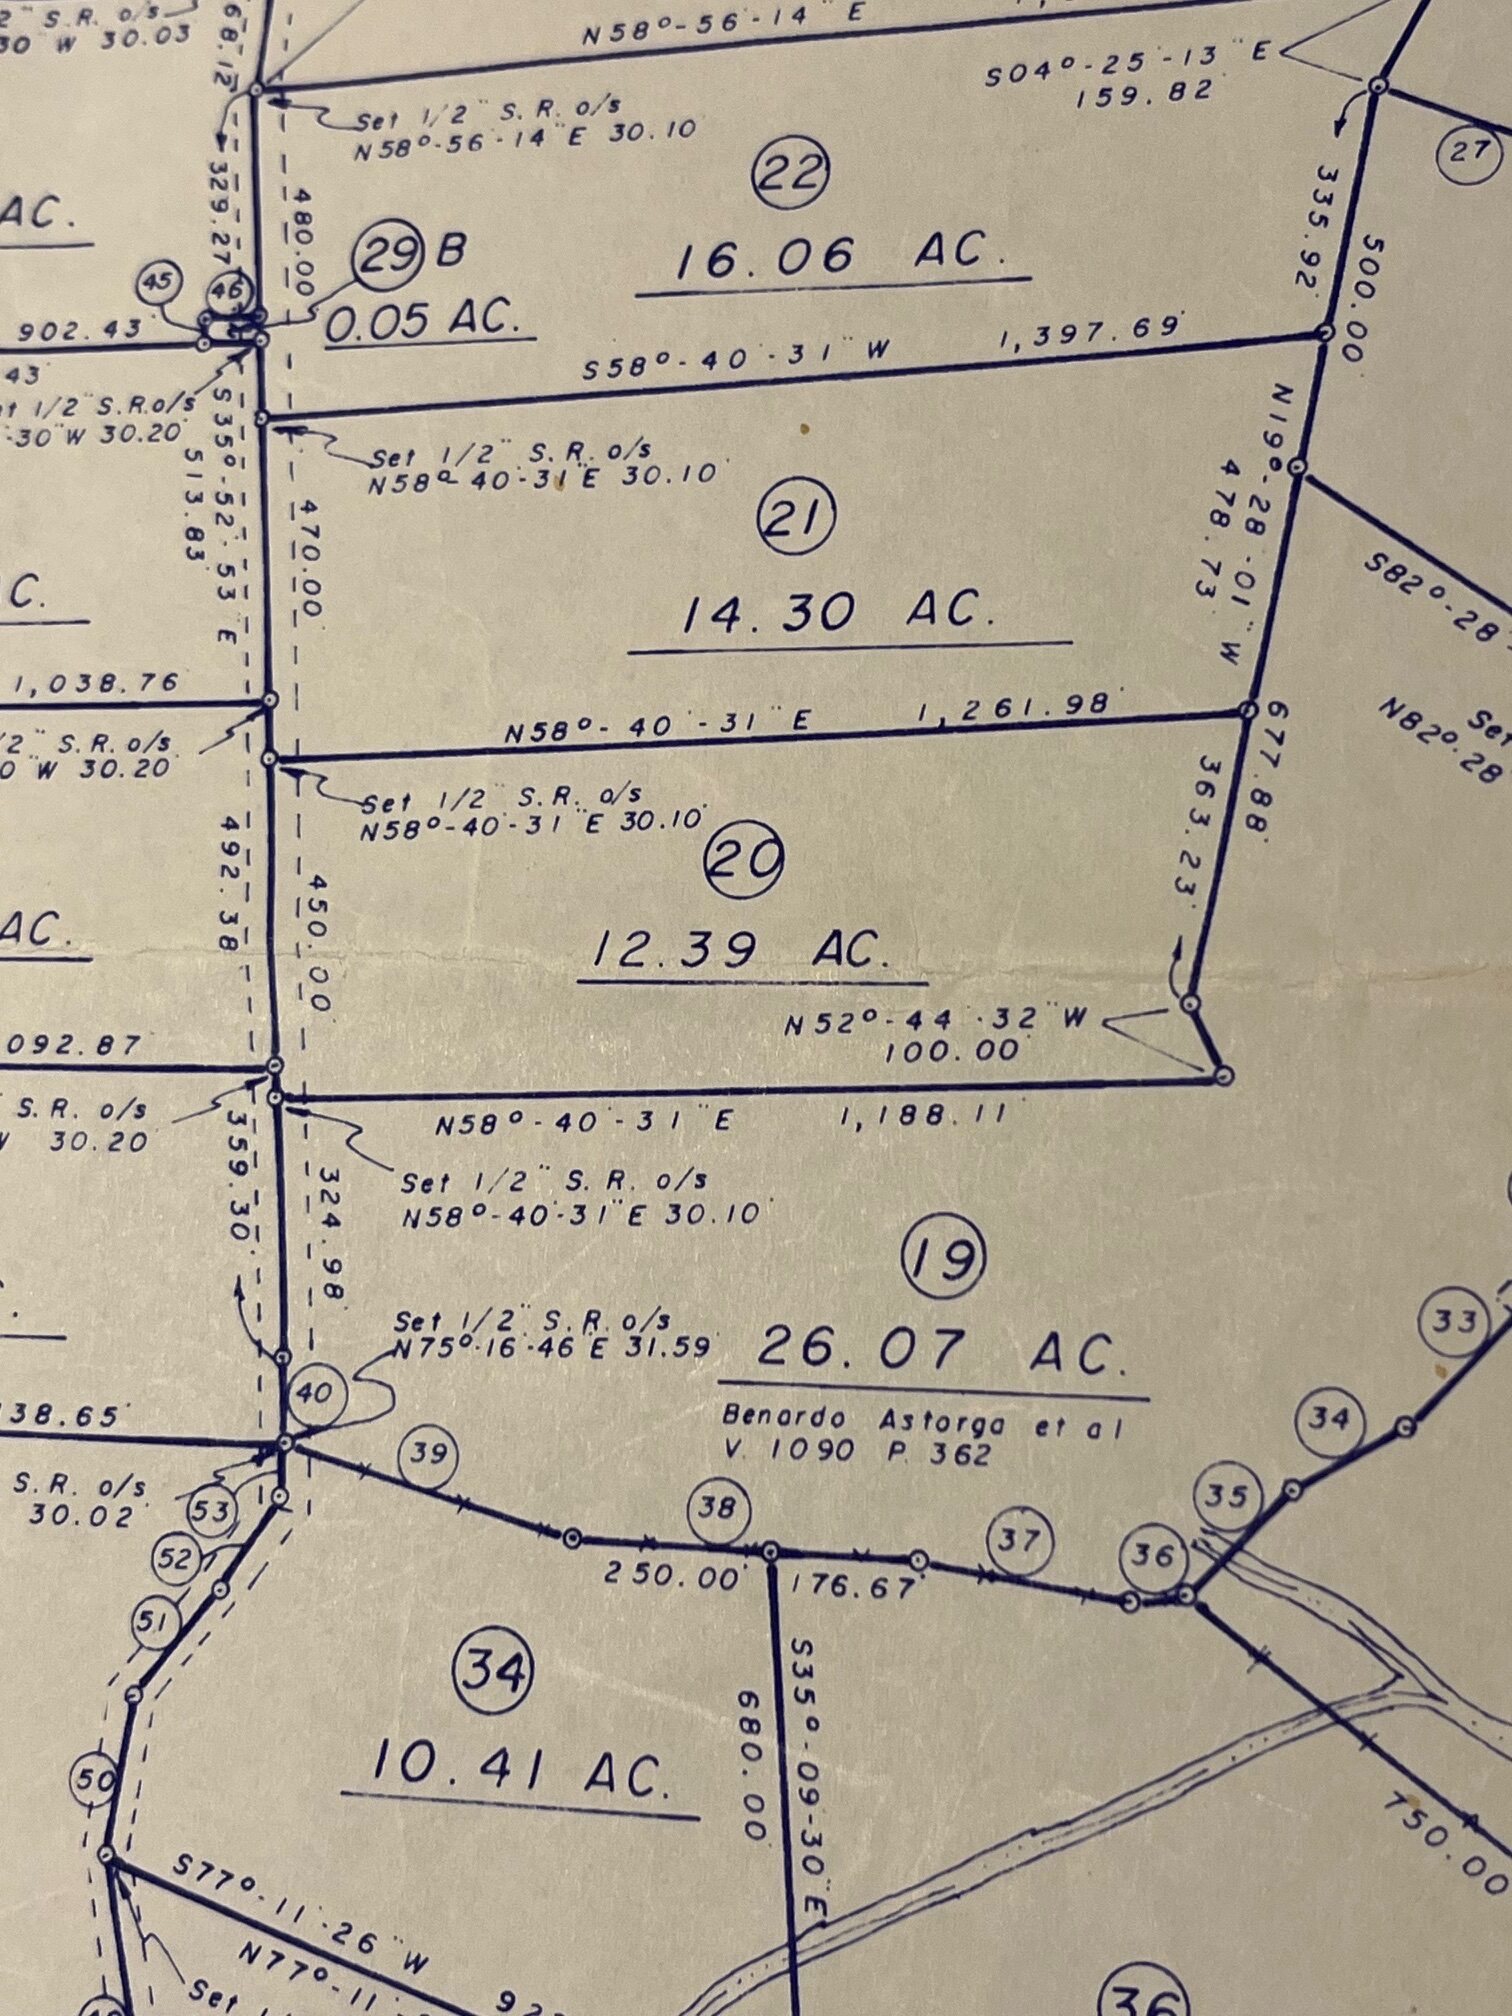 30 W 30.03
68.12
N58°-56'-14" E
S04°-25'-13" E
159.82
27
Set 1/2" S.R. o/s
N58°-56'-14" E 30.10'
22
16.06 AC.
AC.
329.27'
480.00'
335.92'
500.00'
29 B
0.05 AC.
45
46
902.43'
43'
S58°-40'-31" W 1,397.69'
1/2" S.R.o/s
-30" W 30.20'
S35°-52'-53" E
513.83'
Set 1/2" S.R. o/s
N58°-40'-31" E 30.10'
470.00'
21
14.30 AC.
N19°-28'-01" W
478.73'
S82°-28'
C.
1,038.76'
N58°-40'-31" E 1,261.98'
Set
N82°-28
S.R. o/s
W 30.20'
Set 1/2" S.R. o/s
N58°-40'-31" E 30.10'
677.88'
363.23'
20
12.39 AC.
492.38'
450.00'
AC.
N52°-44'-32" W
100.00'
092.87'
N58°-40'-31" E 1,188.11'
S.R. o/s
W 30.20'
359.30'
324.98'
Set 1/2" S.R. o/s
N58°-40'-31" E 30.10'
19
26.07 AC.
Benardo Astorga et al
V. 1090 P. 362
Set 1/2" S.R. o/s
N75°-16'-46" E 31.59'
33
40
38.65'
39
34
S.R. o/s
30.02'
53
38
35
250.00'
176.67'
37
36
52
51
34
10.41 AC.
S35°-09'-30" E
680.00'
50
750.00
S77°-11'-26" W
N77°-11'
Set
36